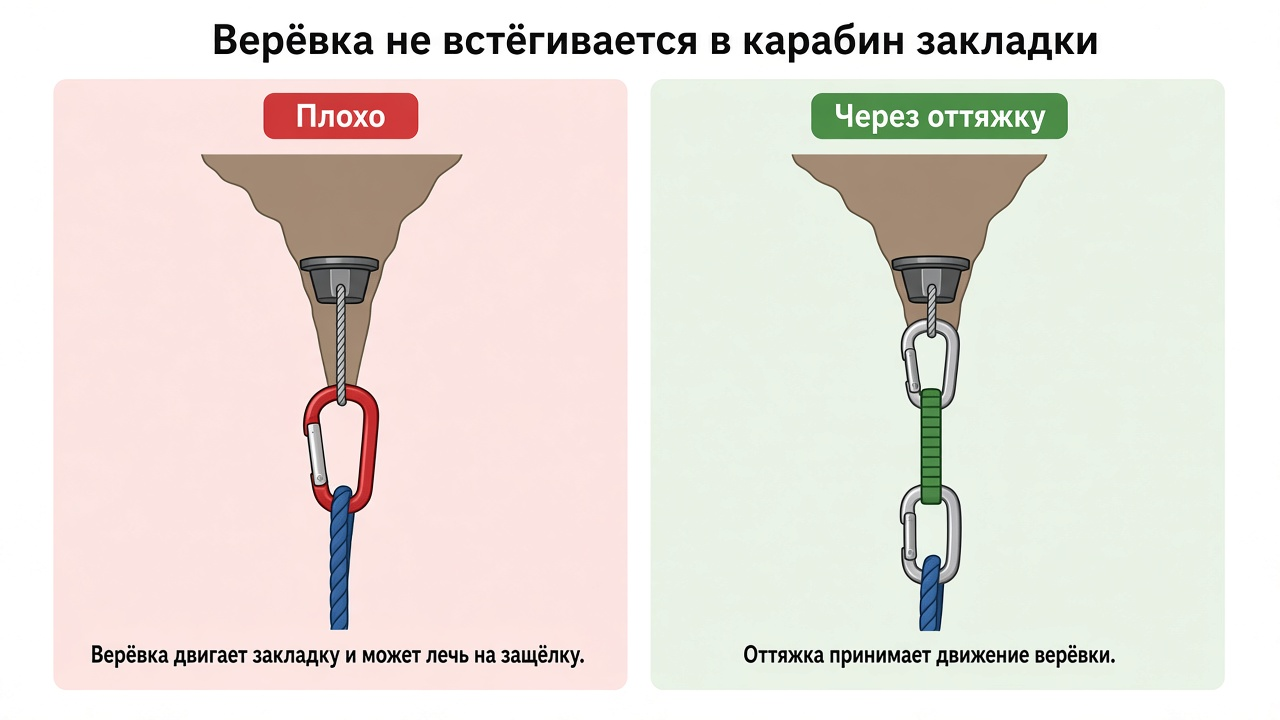 Верёвка не встёгивается в карабин закладки
Плохо
Через оттяжку
Верёвка двигает закладку и может лечь на защёлку.
Оттяжка принимает движение верёвки.